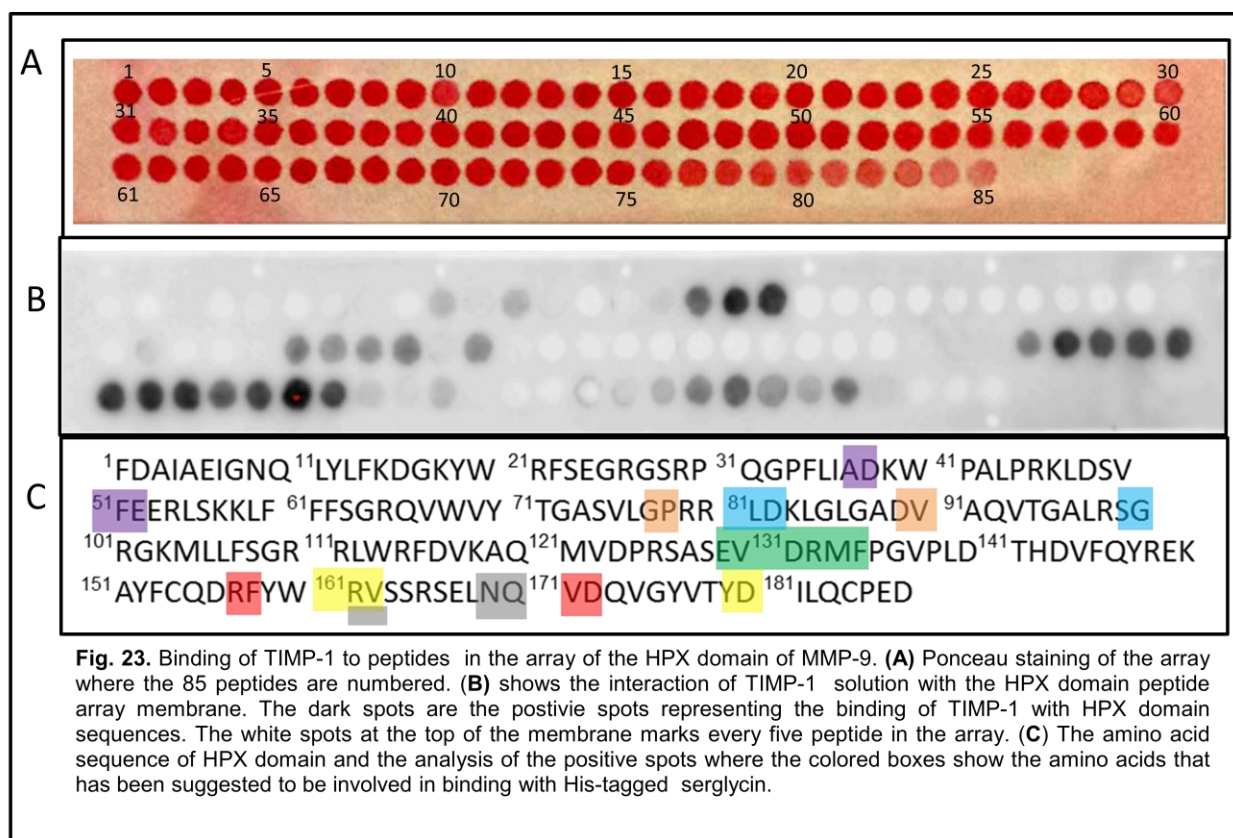 A
1 5 10 15 20 25 30
31 35 40 45 50 55 60
61 65 70 75 80 85
B
C
1FDAIAEIGNQ 11LYLFKDGKYW 21RFSEGRGSRP 31QGPFLIADKW 41PALPRKLDSV
51FEERLSKKLF 61FFSGRQVWVY 71TGASVLGPRR 81LDKLGLGADV 91AQVTGALRSG
101RGKMLLFSGR 111RLWRFDVKAQ 121MVDPRSASEV 131DRMFPGVPLD 141THDVFQYREK
151AYFCQDRFYW 161RVSSRSELNQ 171VDQVGYVTYD 181ILQCPED
Fig. 23. Binding of TIMP-1 to peptides in the array of the HPX domain of MMP-9. (A) Ponceau staining of the array
where the 85 peptides are numbered. (B) shows the interaction of TIMP-1 solution with the HPX domain peptide
array membrane. The dark spots are the postivie spots representing the binding of TIMP-1 with HPX domain
sequences. The white spots at the top of the membrane marks every five peptide in the array. (C) The amino acid
sequence of HPX domain and the analysis of the positive spots where the colored boxes show the amino acids that
has been suggested to be involved in binding with His-tagged serglycin.